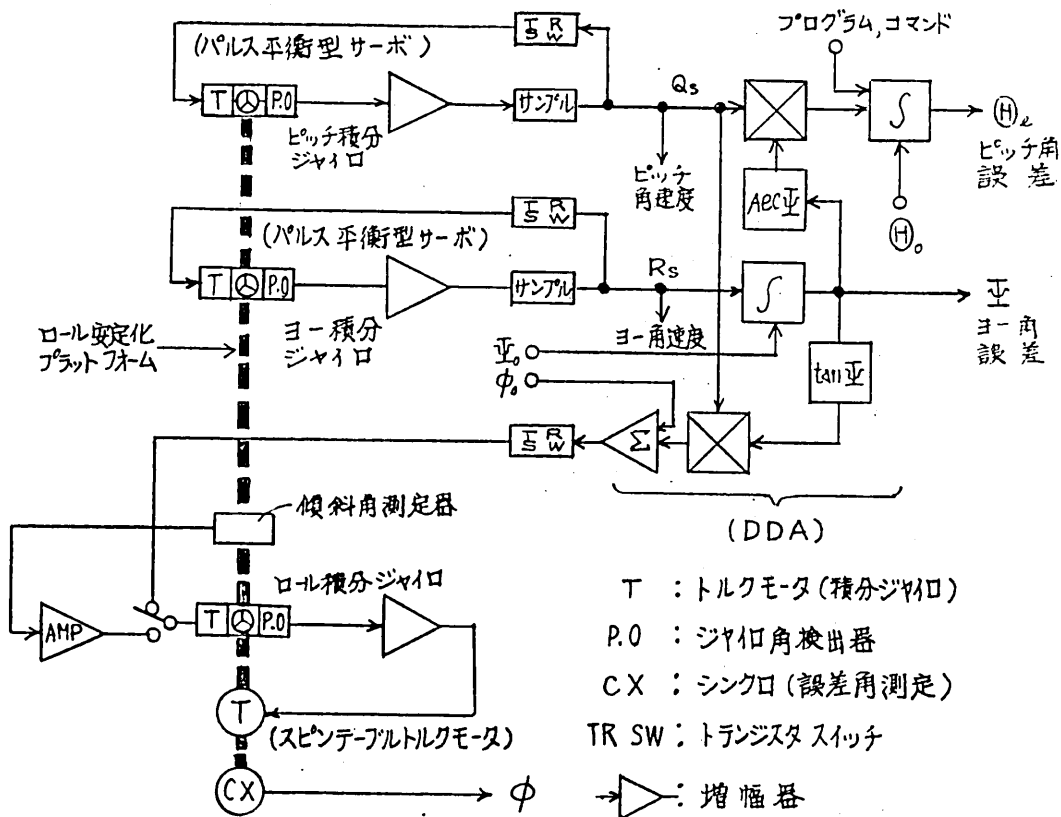 プログラム,コマンド
TR
SW
(パルス平衡型サーボ)
T
P.O
サンプル
Qs
∫
Ⓗe
ピッチ積分
ジャイロ
ピッチ
角速度
ピッチ角
誤差
Aecᅲ
Ⓗo
TR
SW
(パルス平衡型サーボ)
T
P.O
サンプル
Rs
∫
ロール安定化
プラットフォーム
ヨー積分
ジャイロ
ヨー角速度
ヨー角
誤差
φo
TR
SW
Σ
(DDA)
傾斜角測定器
ロール積分ジャイロ
AMP
T
P.O
T
(スピンデーブルトルクモータ)
CX
φ
T : トルクモータ(積分ジャイロ)
P.O : ジャイロ角検出器
CX : シンクロ(誤差角測定)
TR SW : トランジスタ スイッチ
: 増幅器